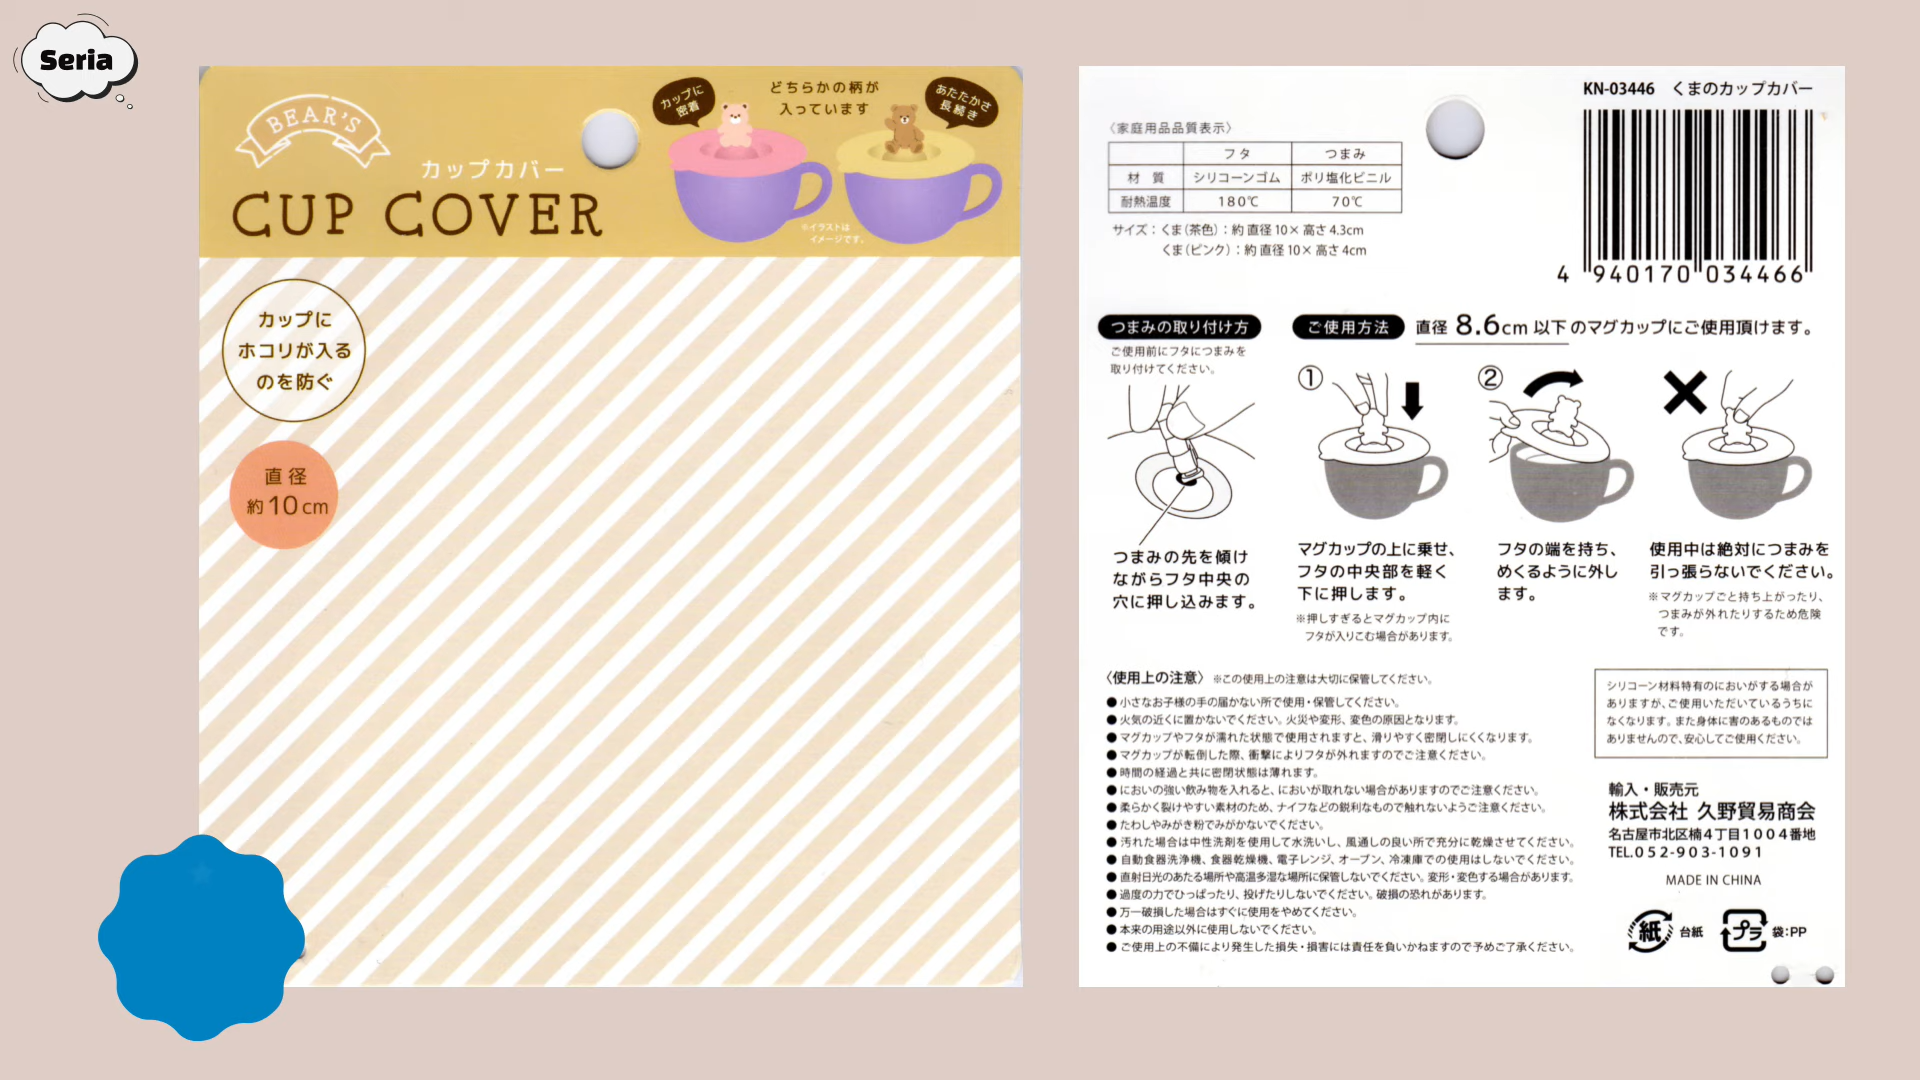 Seria
BEAR'S
カップカバー
CUP COVER
カップに
密着
どちらかの柄が
入っています
あたたかさ
長続き
※イラストは
イメージです。
カップに
ホコリが入る
のを防ぐ
直径
約10cm
KN-03446 くまのカップカバー
〈家庭用品品質表示〉
フタ つまみ
材 質 シリコーンゴム ポリ塩化ビニル
耐熱温度 180℃ 70℃
サイズ：くま（茶色）：約 直径 10× 高さ 4.3cm
くま（ピンク）：約 直径 10× 高さ 4cm
4 940170 034466
つまみの取り付け方
ご使用前にフタにつまみを
取り付けてください。
つまみの先を傾け
ながらフタ中央の
穴に押し込みます。
ご使用方法 直径 8.6cm 以下のマグカップにご使用頂けます。
①
マグカップの上に乗せ、
フタの中央部を軽く
下に押します。
※押しすぎるとマグカップ内に
フタが入りこむ場合があります。
②
フタの端を持ち、
めくるように外し
ます。
使用中は絶対につまみを
引っ張らないでください。
※マグカップごと持ち上がったり、
つまみが外れたりするため危険
です。
〈使用上の注意〉 ※この使用上の注意は大切に保管してください。
●小さなお子様の手の届かない所で使用・保管してください。
●火気の近くに置かないでください。火災や変形、変色の原因となります。
●マグカップやフタが濡れた状態で使用されますと、滑りやすく密閉しにくくなります。
●マグカップが転倒した際、衝撃によりフタが外れますのでご注意ください。
●時間の経過と共に密閉状態は薄れます。
●においの強い飲み物を入れると、においが取れない場合がありますのでご注意ください。
●柔らかく裂けやすい素材のため、ナイフなどの鋭利なもので触れないようご注意ください。
●たわしやみがき粉でみがかないでください。
●汚れた場合は中性洗剤を使用して水洗いし、風通しの良い所で充分に乾燥させてください。
●自動食器洗浄機、食器乾燥機、電子レンジ、オーブン、冷凍庫での使用はしないでください。
●直射日光のあたる場所や高温多湿な場所に保管しないでください。変形・変色する場合があります。
●過度の力でひっぱったり、投げたりしないでください。破損の恐れがあります。
●万一破損した場合はすぐに使用をやめてください。
●本来の用途以外に使用しないでください。
●ご使用上の不備により発生した損失・損害には責任を負いかねますので予めご了承ください。
シリコーン材料特有のにおいがする場合が
ありますが、ご使用いただいているうちに
なくなります。また身体に害のあるものでは
ありませんので、安心してご使用ください。
輸入・販売元
株式会社 久野貿易商会
名古屋市北区楠4丁目1004番地
TEL.052-903-1091
MADE IN CHINA
紙 台紙 プラ 袋：PP